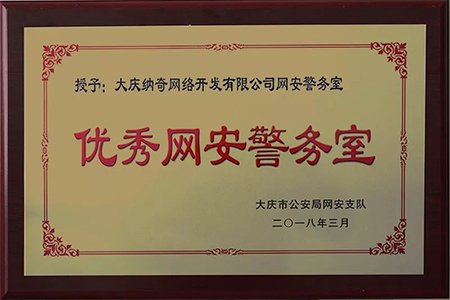 授予：大庆纳奇网络开发有限公司网安警务室
优秀网安警务室
大庆市公安局网安支队
二〇一八年三月